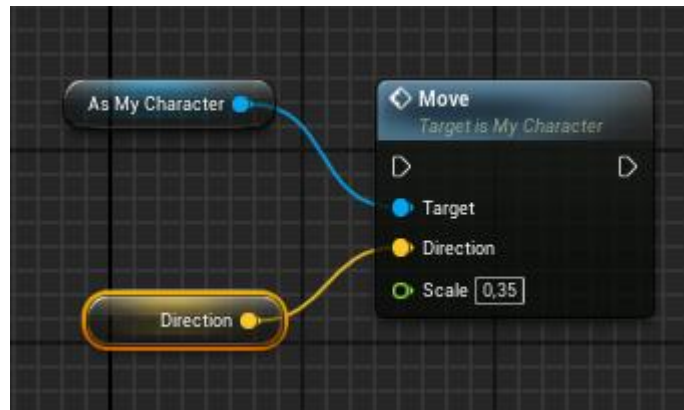 As My Character
Move
Target is My Character
Target
Direction
Scale 0,35
Direction